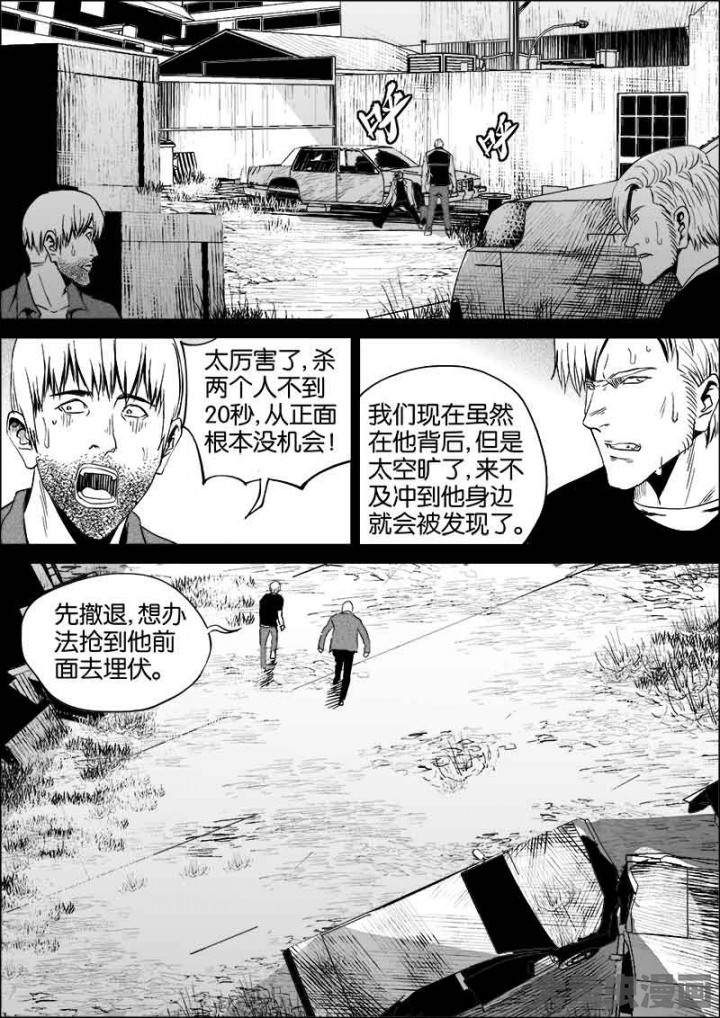 呼
呼
太厉害了,杀
两个人不到
20秒,从正面
根本没机会!
我们现在虽然
在他背后,但是
太空旷了,来不
及冲到他身边
就会被发现了。
先撤退,想办
法抢到他前
面去埋伏。
漫画